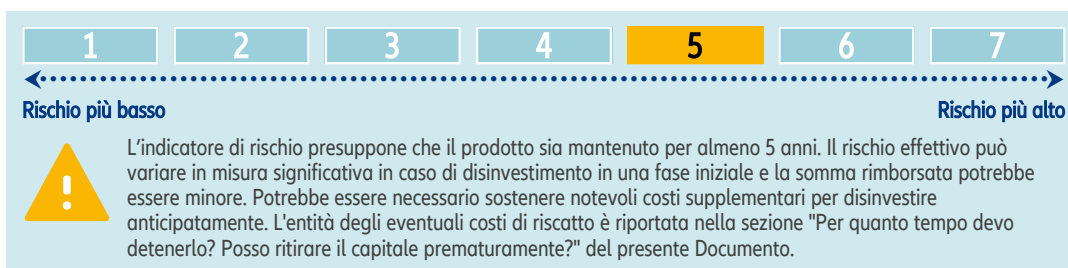 1 2 3 4 5 6 7
Rischio più basso Rischio più alto
L'indicatore di rischio presuppone che il prodotto sia mantenuto per almeno 5 anni. Il rischio effettivo può
variare in misura significativa in caso di disinvestimento in una fase iniziale e la somma rimborsata potrebbe
essere minore. Potrebbe essere necessario sostenere notevoli costi supplementari per disinvestire
anticipatamente. L'entità degli eventuali costi di riscatto è riportata nella sezione "Per quanto tempo devo
detenerlo? Posso ritirare il capitale prematuramente?" del presente Documento.